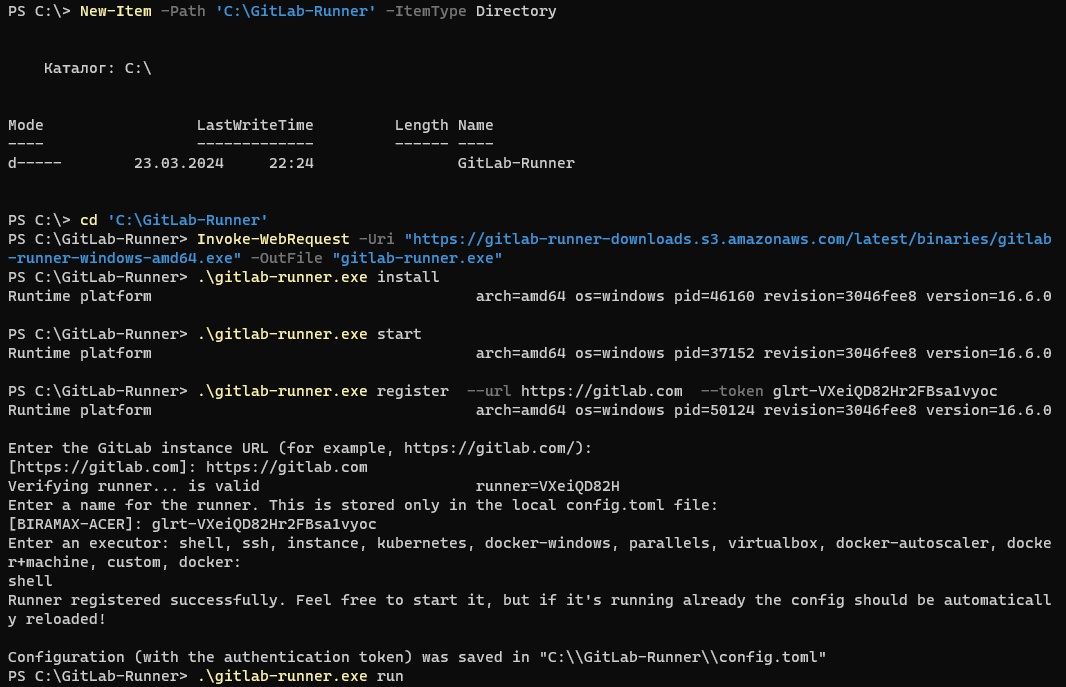 PS C:\> New-Item -Path 'C:\GitLab-Runner' -ItemType Directory
Каталог: C:\
Mode LastWriteTime Length Name
---- ------------- ------ ----
d----- 23.03.2024 22:24 GitLab-Runner
PS C:\> cd 'C:\GitLab-Runner'
PS C:\GitLab-Runner> Invoke-WebRequest -Uri "https://gitlab-runner-downloads.s3.amazonaws.com/latest/binaries/gitlab
-runner-windows-amd64.exe" -OutFile "gitlab-runner.exe"
PS C:\GitLab-Runner> .\gitlab-runner.exe install
Runtime platform arch=amd64 os=windows pid=46160 revision=3046fee8 version=16.6.0
PS C:\GitLab-Runner> .\gitlab-runner.exe start
Runtime platform arch=amd64 os=windows pid=37152 revision=3046fee8 version=16.6.0
PS C:\GitLab-Runner> .\gitlab-runner.exe register --url https://gitlab.com --token glrt-VXeiQD82Hr2FBsa1vyoc
Runtime platform arch=amd64 os=windows pid=50124 revision=3046fee8 version=16.6.0
Enter the GitLab instance URL (for example, https://gitlab.com/):
[https://gitlab.com]: https://gitlab.com
Verifying runner... is valid runner=VXeiQD82H
Enter a name for the runner. This is stored only in the local config.toml file:
[BIRAMAX-ACER]: glrt-VXeiQD82Hr2FBsa1vyoc
Enter an executor: shell, ssh, instance, kubernetes, docker-windows, parallels, virtualbox, docker-autoscaler, docke
r+machine, custom, docker:
shell
Runner registered successfully. Feel free to start it, but if it's running already the config should be automaticall
y reloaded!
Configuration (with the authentication token) was saved in "C:\\GitLab-Runner\\config.toml"
PS C:\GitLab-Runner> .\gitlab-runner.exe run